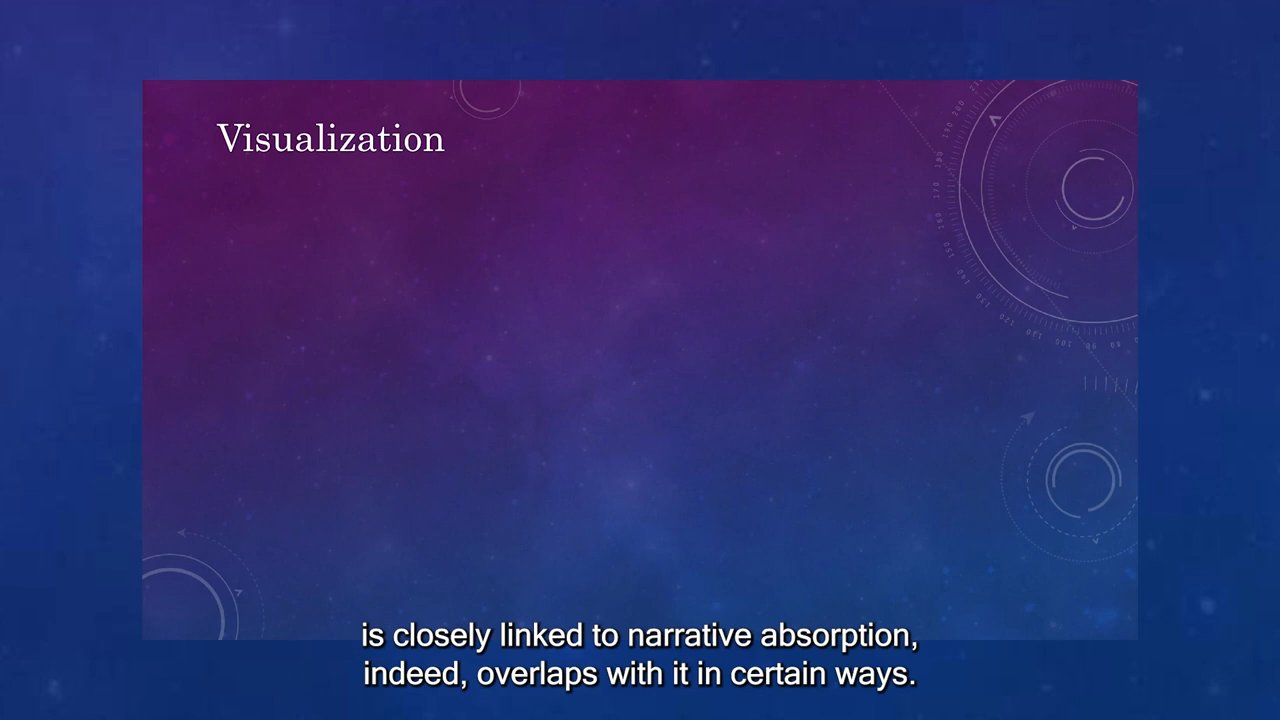 Visualization
is closely linked to narrative absorption,
indeed, overlaps with it in certain ways.